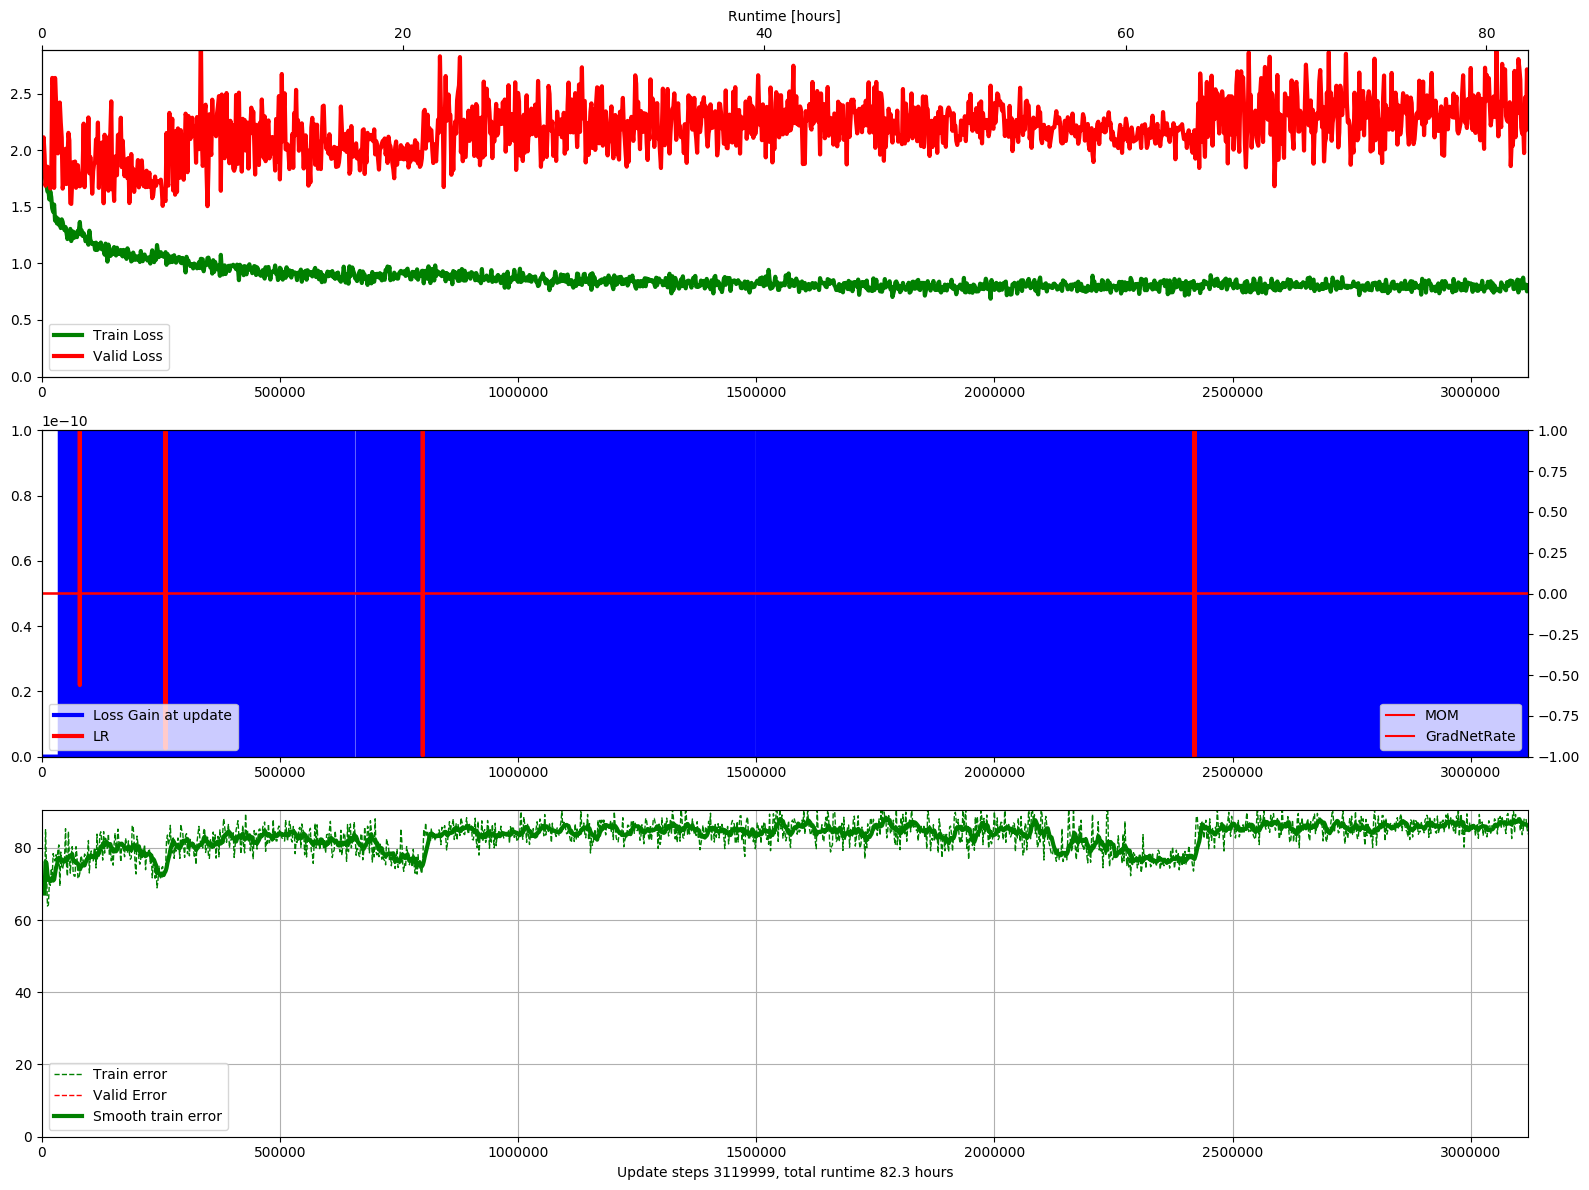 Runtime [hours]
0 20 40 60 80
2.5
2.0
1.5
1.0
0.5
0.0
Train Loss
Valid Loss
0 500000 1000000 1500000 2000000 2500000 3000000
1e−10
1.0
0.8
0.6
0.4
0.2
0.0
1.00
0.75
0.50
0.25
0.00
−0.25
−0.50
−0.75
−1.00
Loss Gain at update
LR
MOM
GradNetRate
0 500000 1000000 1500000 2000000 2500000 3000000
80
60
40
20
0
Train error
Valid Error
Smooth train error
0 500000 1000000 1500000 2000000 2500000 3000000
Update steps 3119999, total runtime 82.3 hours